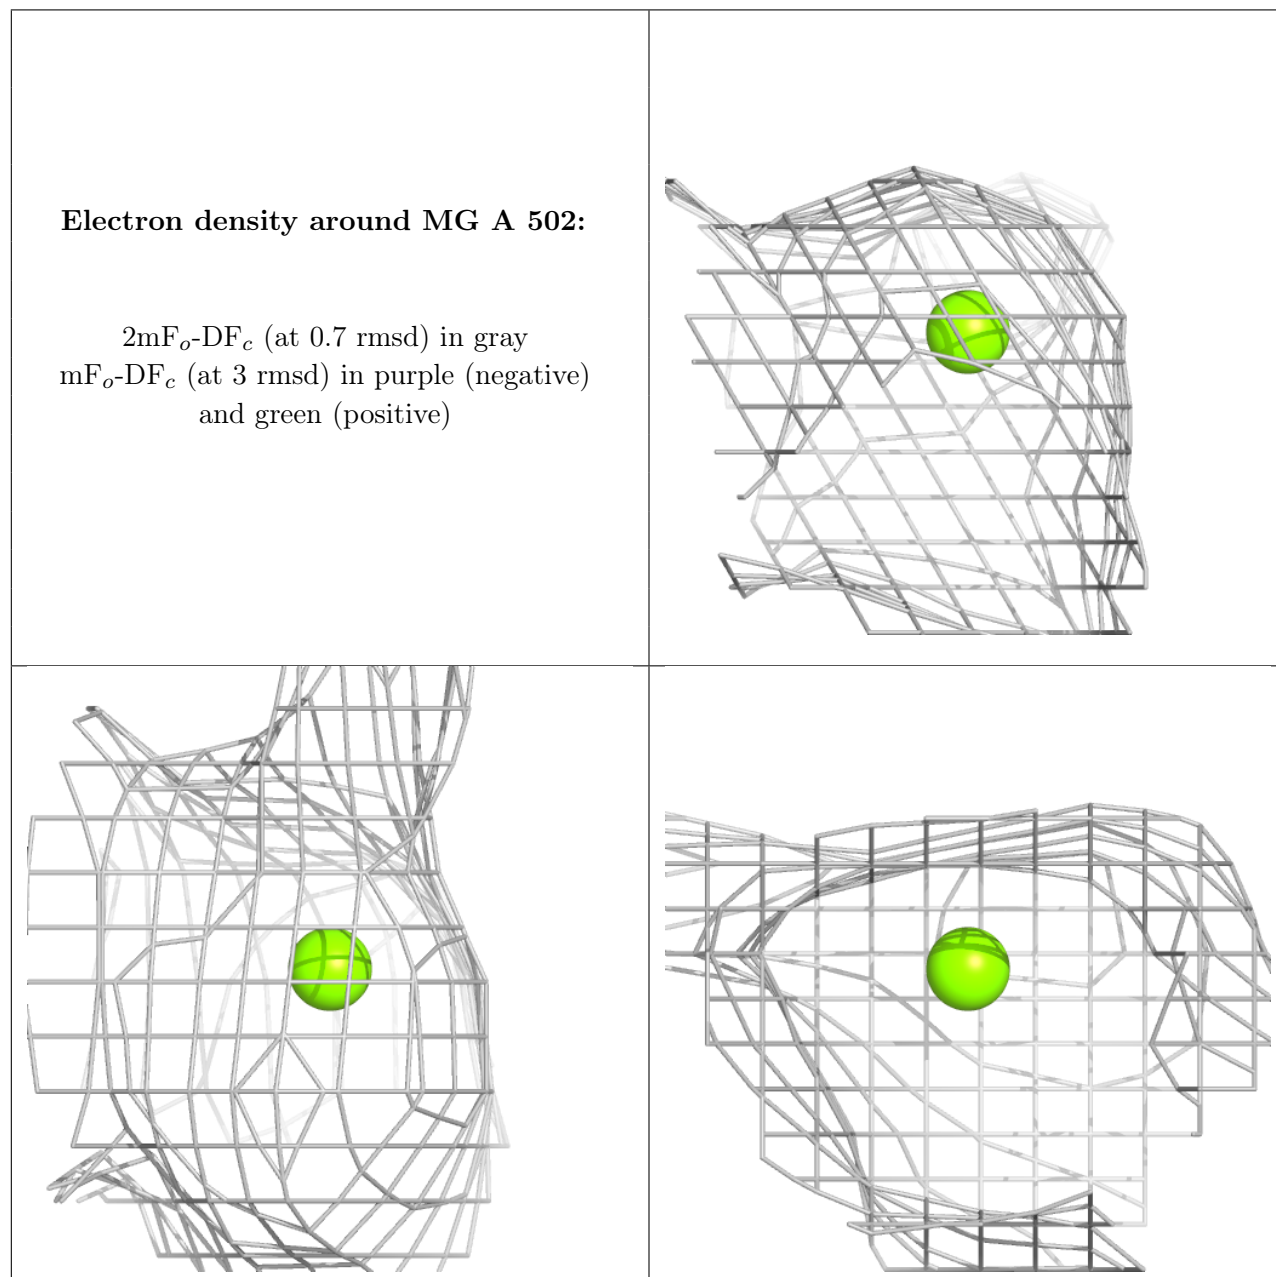 Electron density around MG A 502:
2mFo-DFc (at 0.7 rmsd) in gray
mFo-DFc (at 3 rmsd) in purple (negative)
and green (positive)